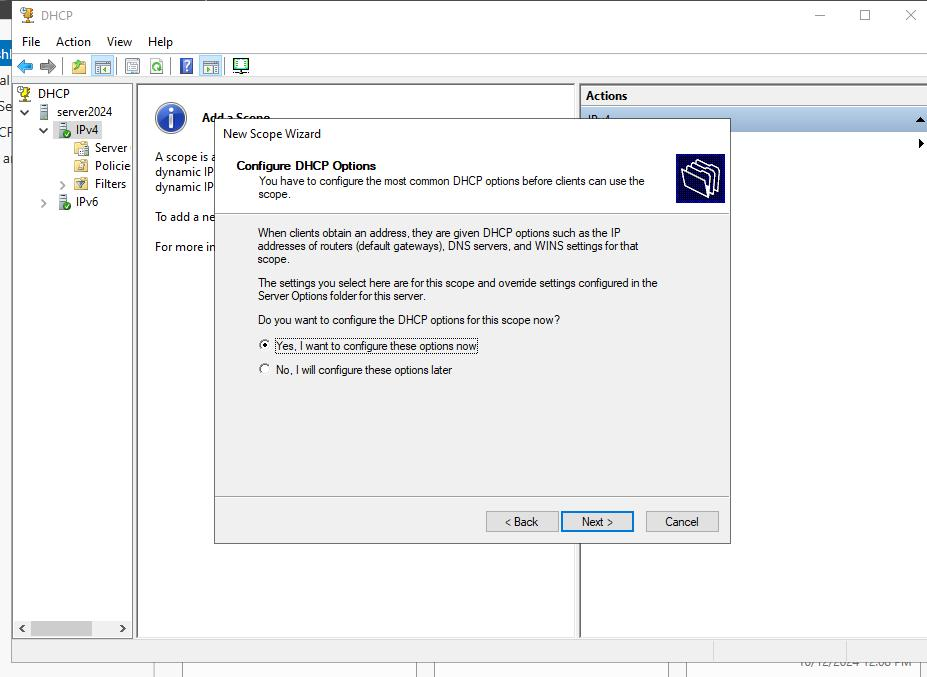 DHCP
File Action View Help
DHCP
server2024
IPv4
Server
Policie
Filters
IPv6
Add a Scope
A scope is a
dynamic IP
dynamic IP
To add a ne
For more in
Actions
New Scope Wizard
Configure DHCP Options
You have to configure the most common DHCP options before clients can use the
scope.
When clients obtain an address, they are given DHCP options such as the IP
addresses of routers (default gateways), DNS servers, and WINS settings for that
scope.
The settings you select here are for this scope and override settings configured in the
Server Options folder for this server.
Do you want to configure the DHCP options for this scope now?
Yes, I want to configure these options now
No, I will configure these options later
< Back Next > Cancel
10/12/2024 12:08 PM